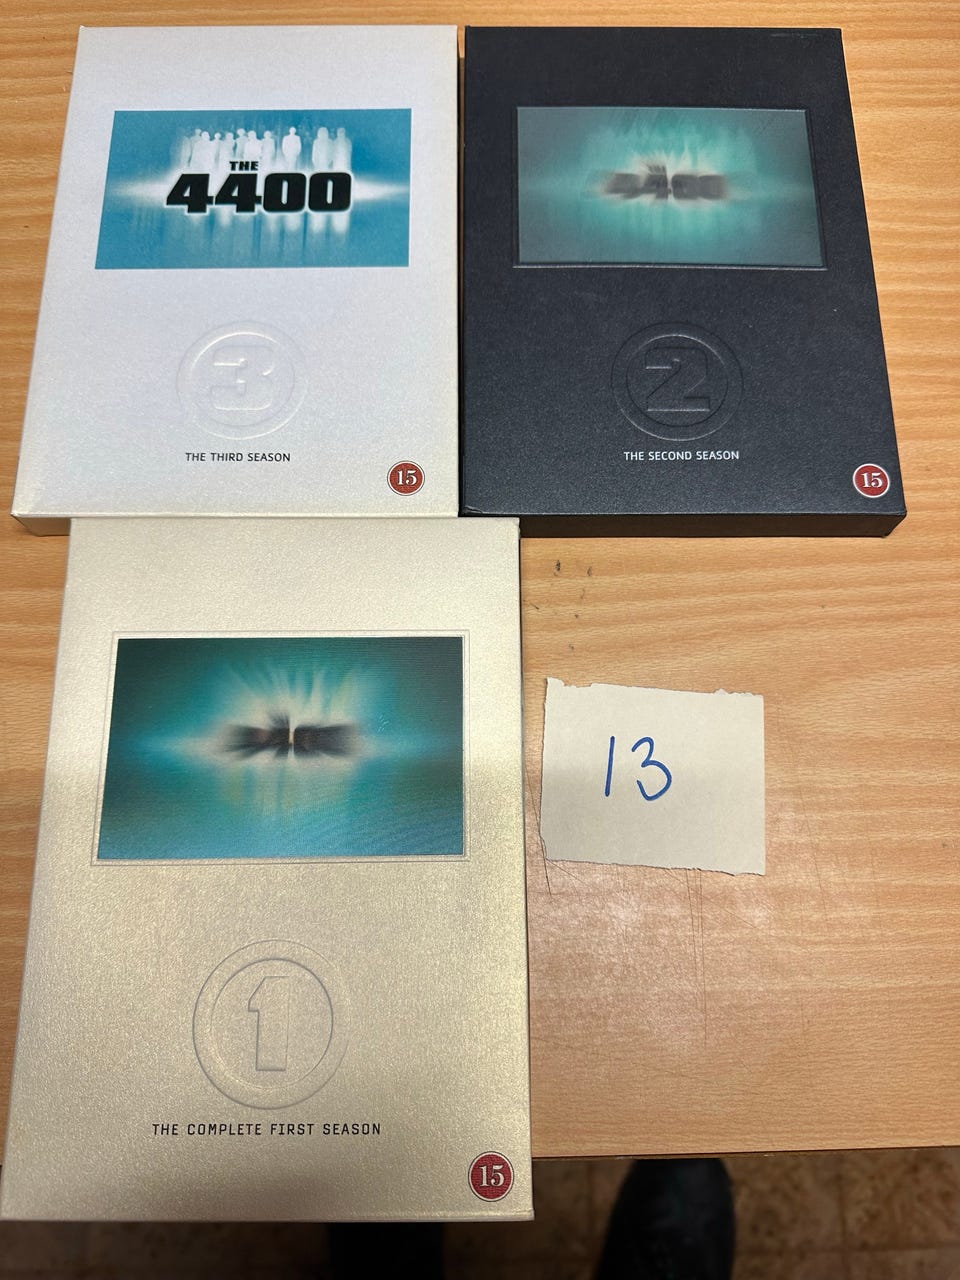 THE
4400
3
THE THIRD SEASON
15
4400
2
THE SECOND SEASON
15
1
THE COMPLETE FIRST SEASON
15
13